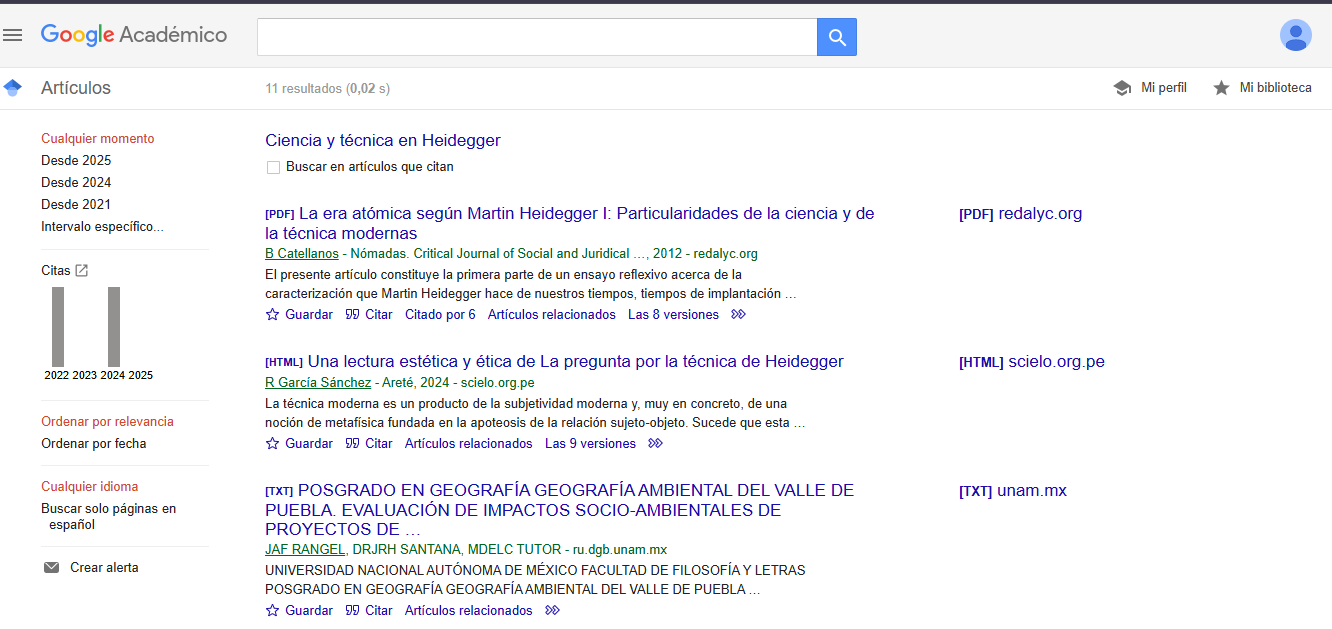 Google Académico
Artículos
11 resultados (0,02 s)
Mi perfil
Mi biblioteca
Cualquier momento
Desde 2025
Desde 2024
Desde 2021
Intervalo específico...
Citas
2022 2023 2024 2025
Ordenar por relevancia
Ordenar por fecha
Cualquier idioma
Buscar solo páginas en
español
Crear alerta
Ciencia y técnica en Heidegger
Buscar en artículos que citan
[PDF] La era atómica según Martin Heidegger I: Particularidades de la ciencia y de
la técnica modernas
B Catellanos - Nómadas. Critical Journal of Social and Juridical …, 2012 - redalyc.org
El presente artículo constituye la primera parte de un ensayo reflexivo acerca de la
caracterización que Martin Heidegger hace de nuestros tiempos, tiempos de implantación …
Guardar Citar Citado por 6 Artículos relacionados Las 8 versiones
[PDF] redalyc.org
[HTML] Una lectura estética y ética de La pregunta por la técnica de Heidegger
R García Sánchez - Areté, 2024 - scielo.org.pe
La técnica moderna es un producto de la subjetividad moderna y, muy en concreto, de una
noción de metafísica fundada en la apoteosis de la relación sujeto-objeto. Sucede que esta …
Guardar Citar Artículos relacionados Las 9 versiones
[HTML] scielo.org.pe
[TXT] POSGRADO EN GEOGRAFÍA GEOGRAFÍA AMBIENTAL DEL VALLE DE
PUEBLA. EVALUACIÓN DE IMPACTOS SOCIO-AMBIENTALES DE
PROYECTOS DE …
JAF RANGEL, DRJRH SANTANA, MDELC TUTOR - ru.dgb.unam.mx
UNIVERSIDAD NACIONAL AUTÓNOMA DE MÉXICO FACULTAD DE FILOSOFÍA Y LETRAS
POSGRADO EN GEOGRAFÍA GEOGRAFÍA AMBIENTAL DEL VALLE DE PUEBLA …
Guardar Citar Artículos relacionados
[TXT] unam.mx